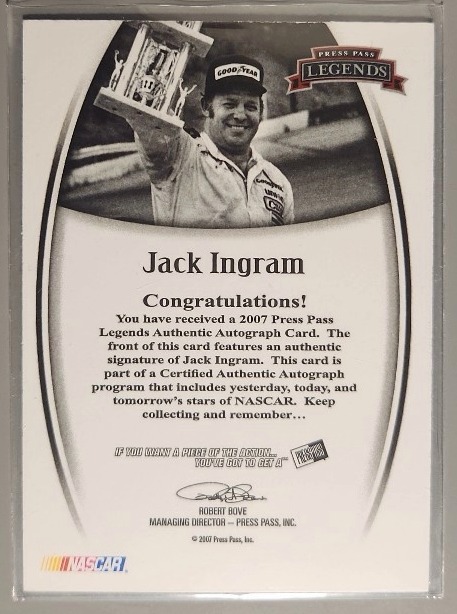 GOOD YEAR
PRESS PASS
LEGENDS
Jack Ingram
Congratulations!
You have received a 2007 Press Pass
Legends Authentic Autograph Card. The
front of this card features an authentic
signature of Jack Ingram. This card is
part of a Certified Authentic Autograph
program that includes yesterday, today, and
tomorrow's stars of NASCAR. Keep
collecting and remember...
IF YOU WANT A PIECE OF THE ACTION...
YOU'VE GOT TO GET A
ROBERT BOVE
MANAGING DIRECTOR – PRESS PASS, INC.
© 2007 Press Pass, Inc.
NASCAR